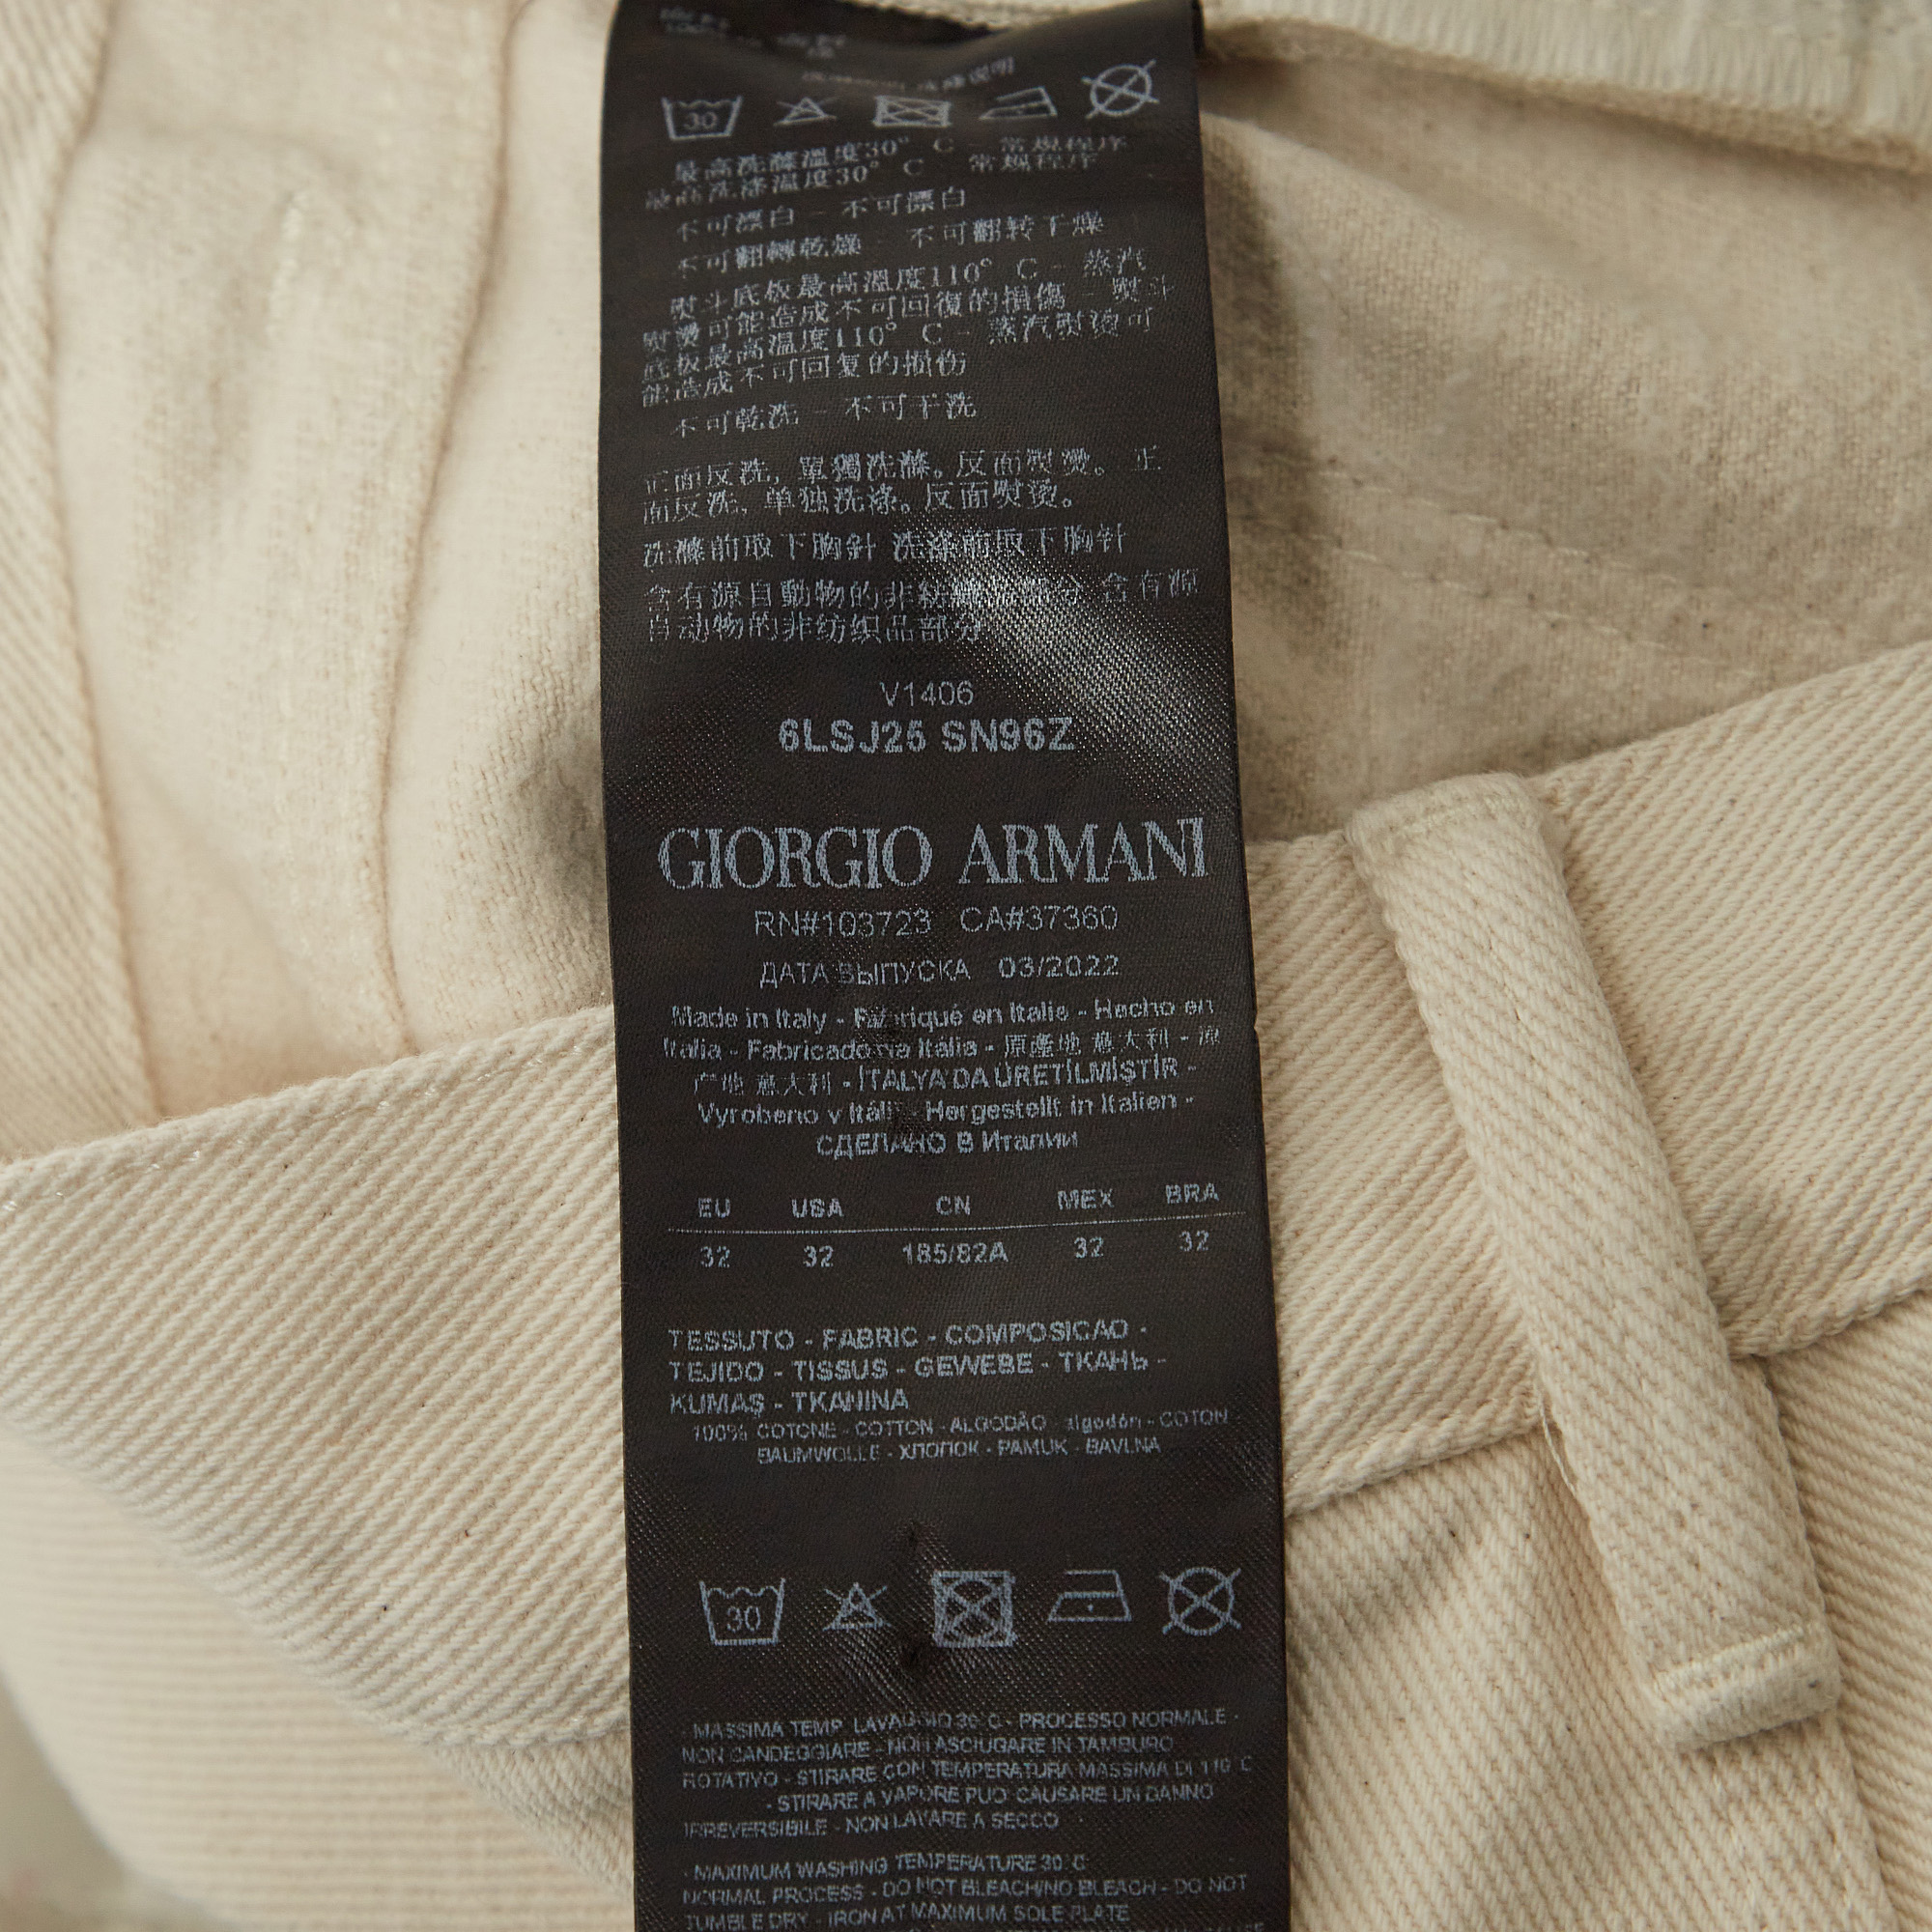 30
最高洗滌溫度30° C - 常規程序
最高洗涤温度30° C - 常规程序
不可漂白 - 不可漂白
不可翻轉乾燥 - 不可翻转干燥
熨斗底板最高溫度110° C - 蒸汽
熨燙可能造成不可回復的損傷 - 熨斗
底板最高温度110° C - 蒸汽熨烫可
能造成不可回复的损伤
不可乾洗 - 不可干洗
正面反洗, 單獨洗滌。反面熨燙。 正
面反洗, 单独洗涤。反面熨烫。
洗滌前取下胸針 洗涤前取下胸针
含有源自動物的非紡織品部分 含有源
自动物的非纺织品部分
V1406
6LSJ25 SN96Z
GIORGIO ARMANI
RN#103723 CA#37360
ДАТА ВЫПУСКА 03/2022
Made in Italy - Fabriqué en Italie - Hecho en
Italia - Fabricado na Itália - 原產地 意大利 - 源
产地 意大利 - İTALYA'DA ÜRETİLMİŞTİR -
Vyrobeno v Itálii - Hergestellt in Italien -
СДЕЛАНО В Италии
EU USA CN MEX BRA
32 32 185/82A 32 32
TESSUTO - FABRIC - COMPOSICAO -
TEJIDO - TISSUS - GEWEBE - ТКАНЬ -
KUMAŞ - TKANINA
100% COTONE - COTTON - ALGODÃO - algodón - COTON
BAUMWOLLE - ХЛОПОК - PAMUK - BAVLNA
30
- MASSIMA TEMP. LAVAGGIO 30°C - PROCESSO NORMALE -
NON CANDEGGIARE - NON ASCIUGARE IN TAMBURO
ROTATIVO - STIRARE CON TEMPERATURA MASSIMA DI 110°C
- STIRARE A VAPORE PUO' CAUSARE UN DANNO
IRREVERSIBILE - NON LAVARE A SECCO
- MAXIMUM WASHING TEMPERATURE 30°C
NORMAL PROCESS - DO NOT BLEACH/NO BLEACH - DO NOT
TUMBLE DRY - IRON AT MAXIMUM SOLE PLATE